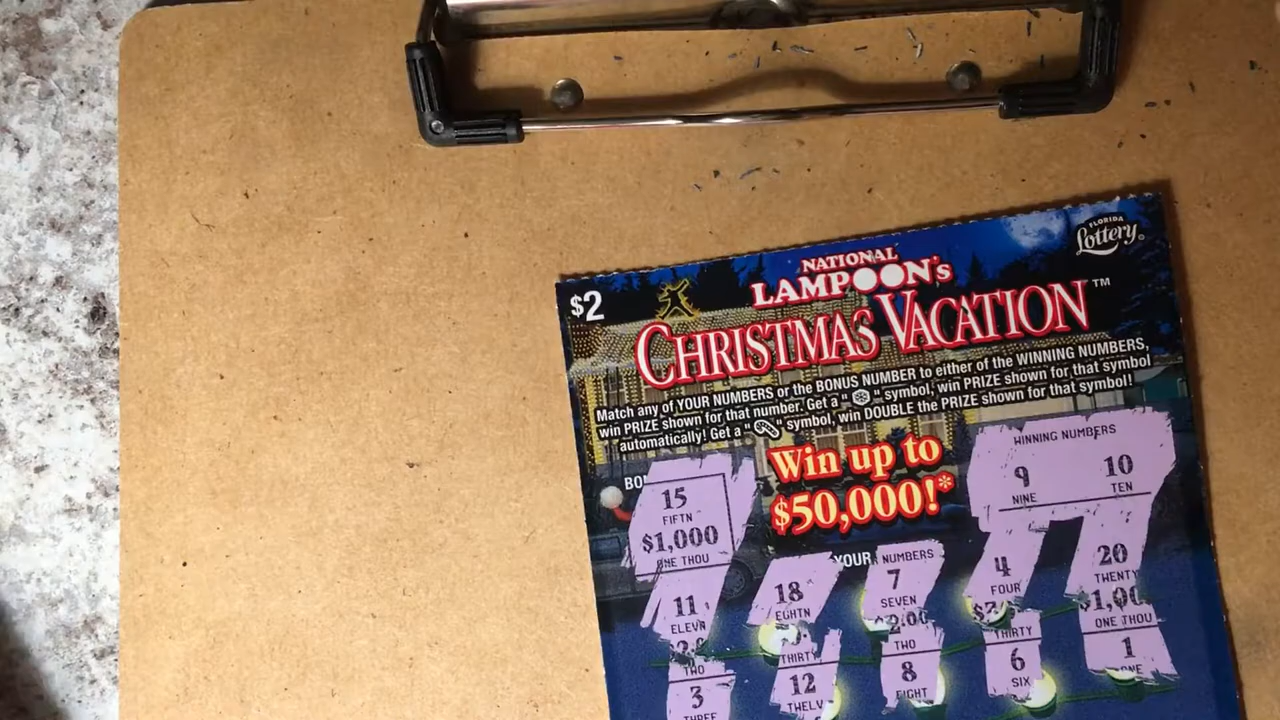 FLORIDA
Lottery
$2
NATIONAL
LAMPOON's
CHRISTMAS VACATION™
Match any of YOUR NUMBERS or the BONUS NUMBER to either of the WINNING NUMBERS,
win PRIZE shown for that number. Get a " " symbol, win PRIZE shown for that symbol
automatically! Get a " " symbol, win DOUBLE the PRIZE shown for that symbol!
WINNING NUMBERS
9 10
NINE TEN
Win up to
$50,000!*
15
FIFTN
$1,000
ONE THOU
YOUR NUMBERS
11 18 7 4 20
ELEVN EGHTN SEVEN FOUR TWENTY
TWO THIRTY TWO THIRTY ONE THOU
3 12 8 6 1
THREE TWELV EIGHT SIX ONE